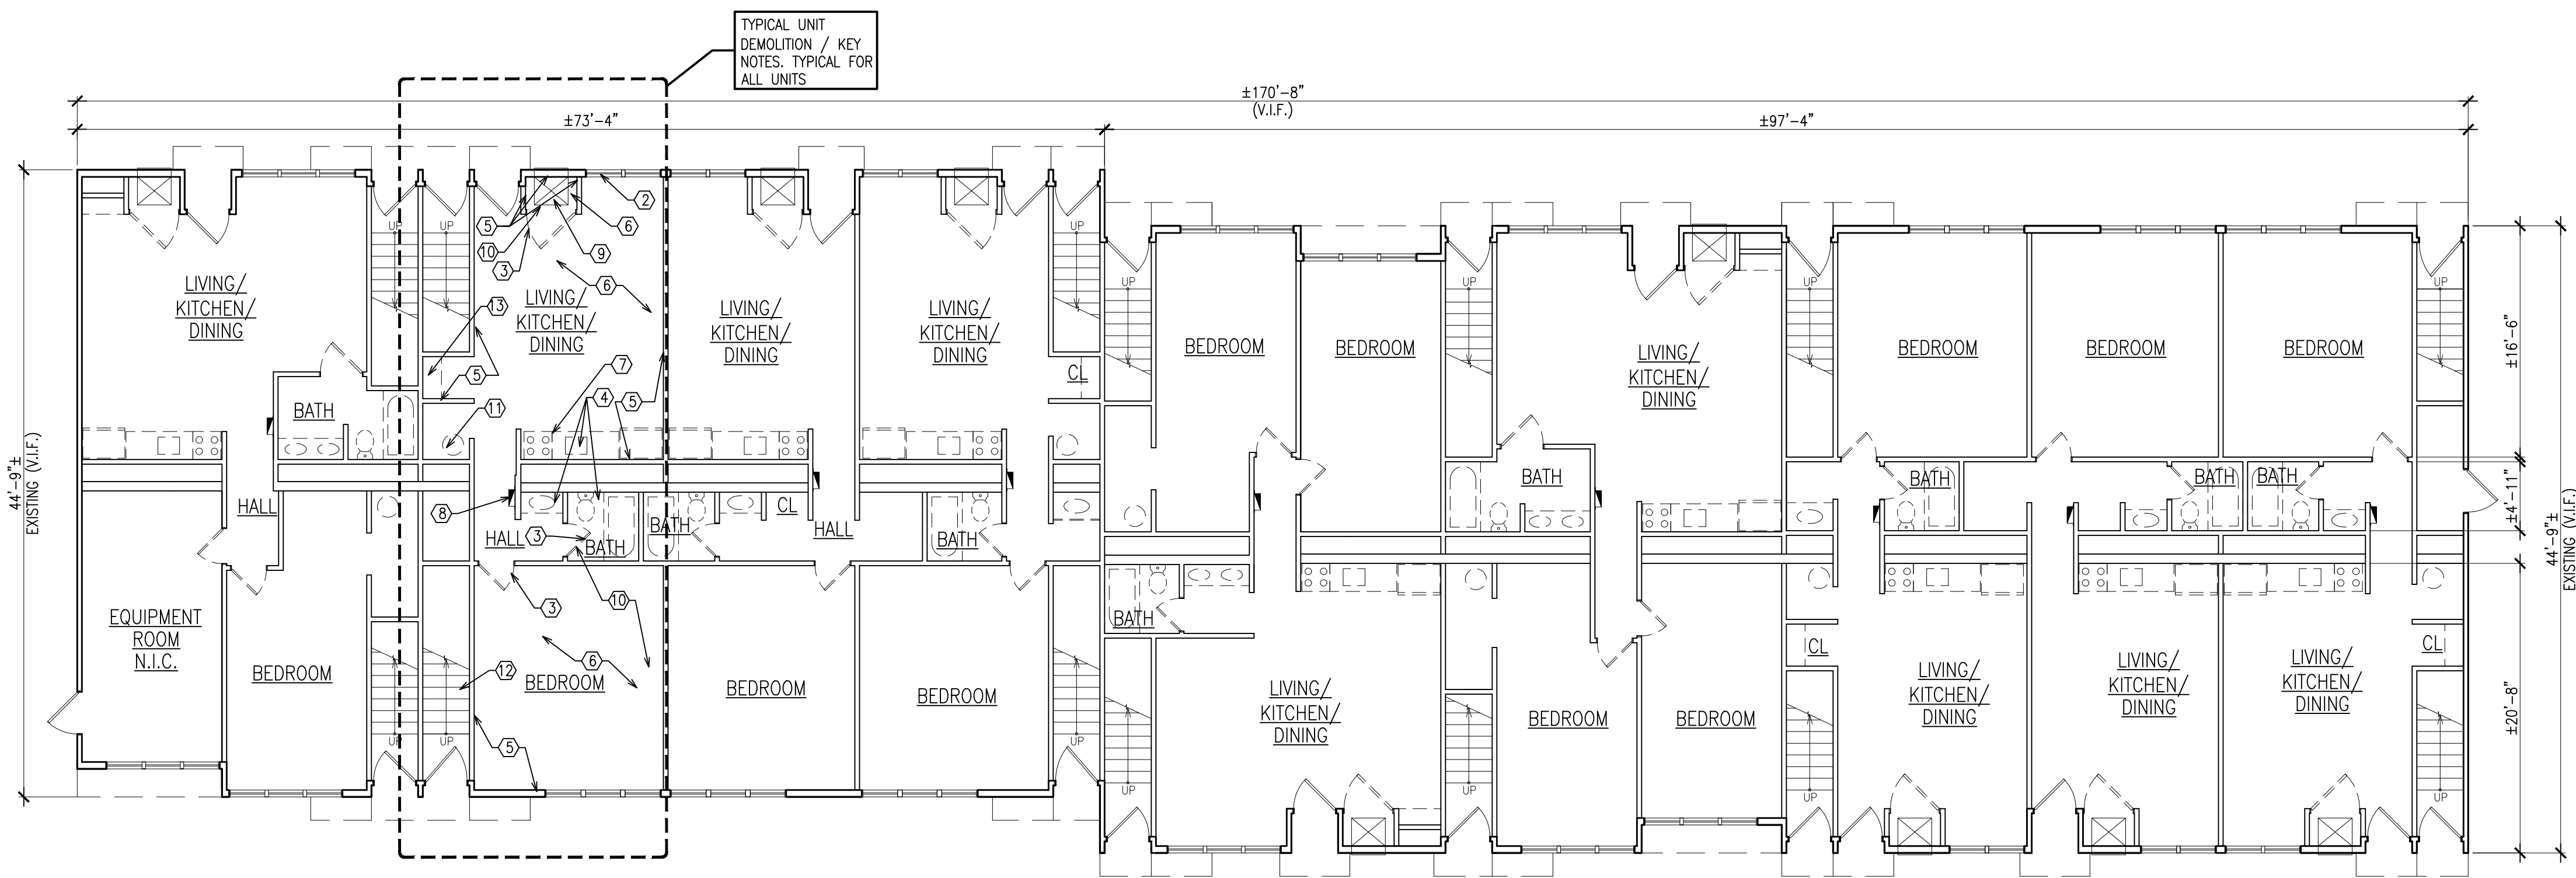 TYPICAL UNIT
DEMOLITION / KEY
NOTES. TYPICAL FOR
ALL UNITS
±170'-8"
(V.I.F.)
±73'-4"
±97'-4"
44'-9"±
EXISTING (V.I.F.)
LIVING/
KITCHEN/
DINING
BATH
HALL
EQUIPMENT
ROOM
N.I.C.
BEDROOM
UP
UP
UP
UP
5
10
3
2
6
9
6
13
LIVING/
KITCHEN/
DINING
5
7
4
5
11
8
HALL
3
BATH
3
10
6
12
BEDROOM
5
LIVING/
KITCHEN/
DINING
BATH
CL
HALL
BEDROOM
LIVING/
KITCHEN/
DINING
UP
CL
BATH
BEDROOM
UP
UP
BEDROOM
BEDROOM
BATH
LIVING/
KITCHEN/
DINING
UP
UP
LIVING/
KITCHEN/
DINING
BATH
BEDROOM
BEDROOM
UP
UP
BEDROOM
BEDROOM
BEDROOM
UP
BATH
BATH
BATH
CL
LIVING/
KITCHEN/
DINING
UP
LIVING/
KITCHEN/
DINING
LIVING/
KITCHEN/
DINING
CL
UP
±16'-6"
±4'-11"
±20'-8"
44'-9"±
EXISTING (V.I.F.)